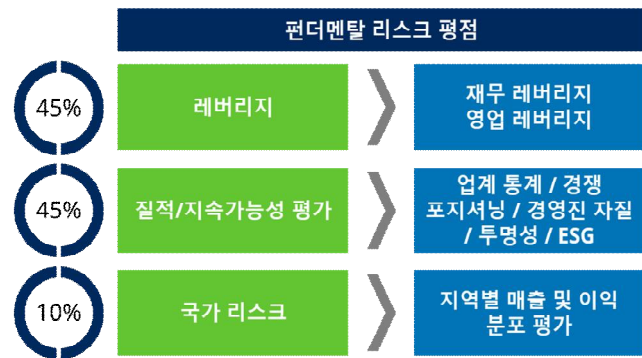 펀더멘탈 리스크 평점
45%
레버리지
재무 레버리지
영업 레버리지
45%
질적/지속가능성 평가
업계 통계 / 경쟁
포지셔닝 / 경영진 자질
/ 투명성 / ESG
10%
국가 리스크
지역별 매출 및 이익
분포 평가